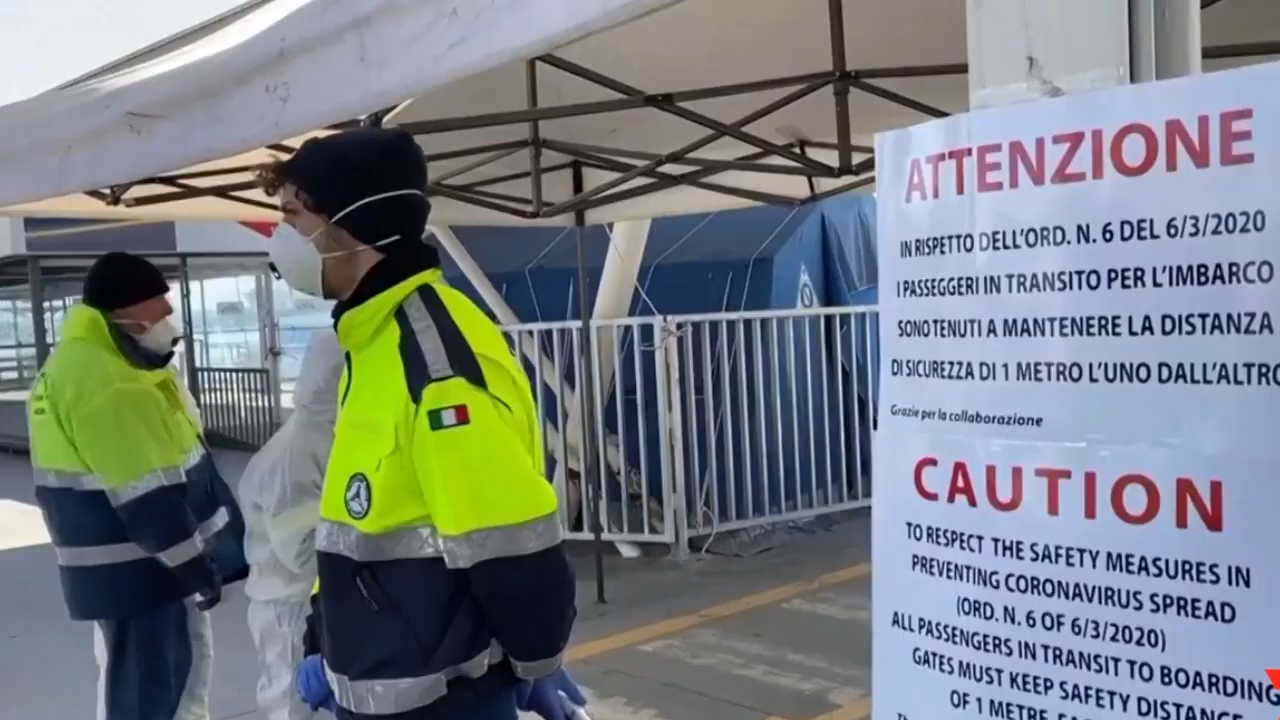 ATTENZIONE
IN RISPETTO DELL'ORD. N. 6 DEL 6/3/2020
I PASSEGGERI IN TRANSITO PER L'IMBARCO
SONO TENUTI A MANTENERE LA DISTANZA
DI SICUREZZA DI 1 METRO L'UNO DALL'ALTRO
Grazie per la collaborazione
CAUTION
TO RESPECT THE SAFETY MEASURES IN
PREVENTING CORONAVIRUS SPREAD
(ORD. N. 6 OF 6/3/2020)
ALL PASSENGERS IN TRANSIT TO BOARDING
GATES MUST KEEP SAFETY DISTANCE
OF 1 METRE